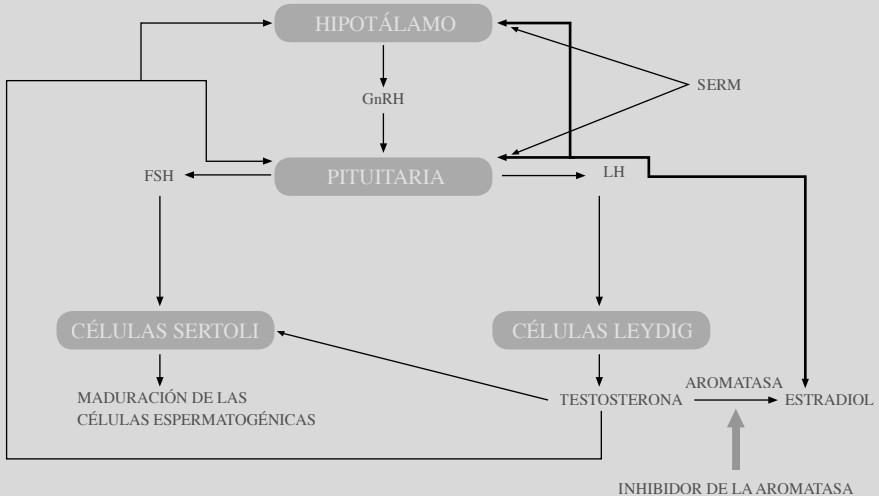 HIPOTÁLAMO
SERM
GnRH
FSH
PITUITARIA
LH
CÉLULAS SERTOLI
CÉLULAS LEYDIG
MADURACIÓN DE LAS
CÉLULAS ESPERMATOGÉNICAS
TESTOSTERONA
AROMATASA
ESTRADIOL
INHIBIDOR DE LA AROMATASA